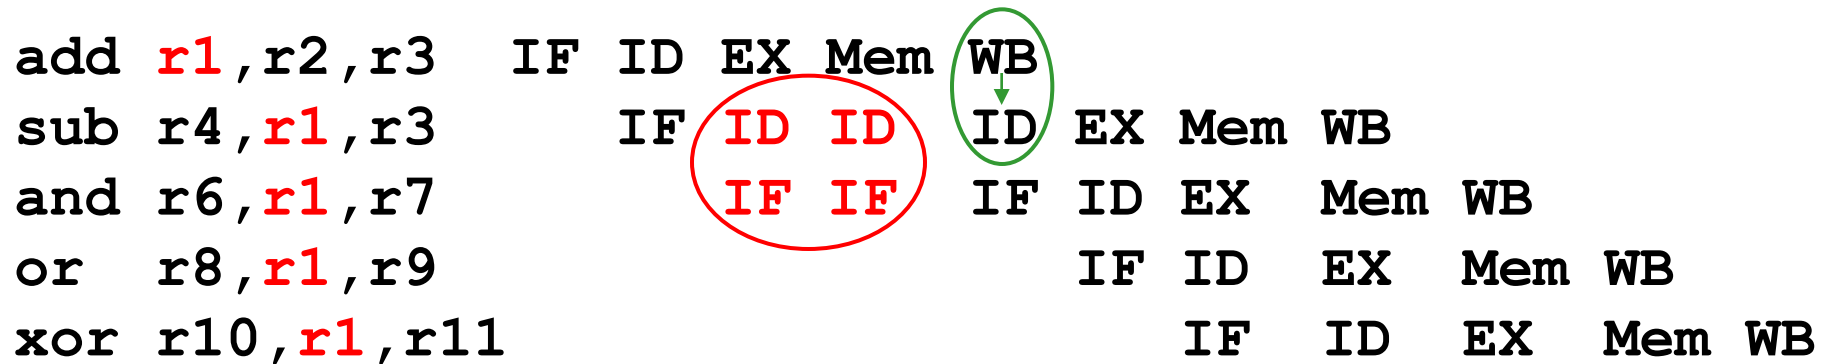 add r1,r2,r3 IF ID EX Mem WB
sub r4,r1,r3 IF ID ID ID EX Mem WB
and r6,r1,r7 IF IF IF ID EX Mem WB
or r8,r1,r9 IF ID EX Mem WB
xor r10,r1,r11 IF ID EX Mem WB